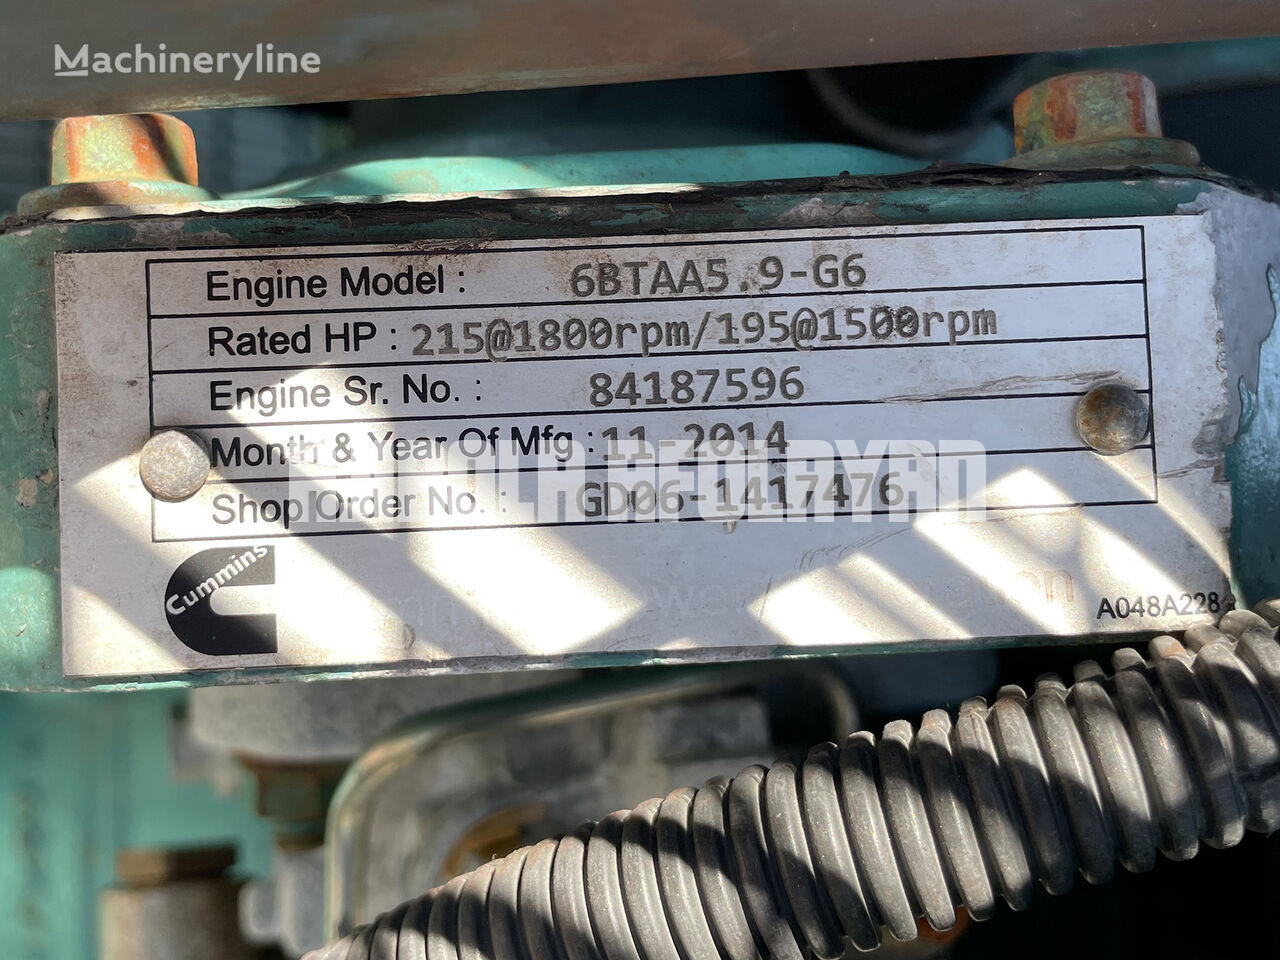 Machineryline
Engine Model : 6BTAA5.9-G6
Rated HP : 215@1800rpm/195@1500rpm
Engine Sr. No. : 84187596
Month & Year Of Mfg : 11-2014
Shop Order No. : GD06-1417476
Cummins
A048A228